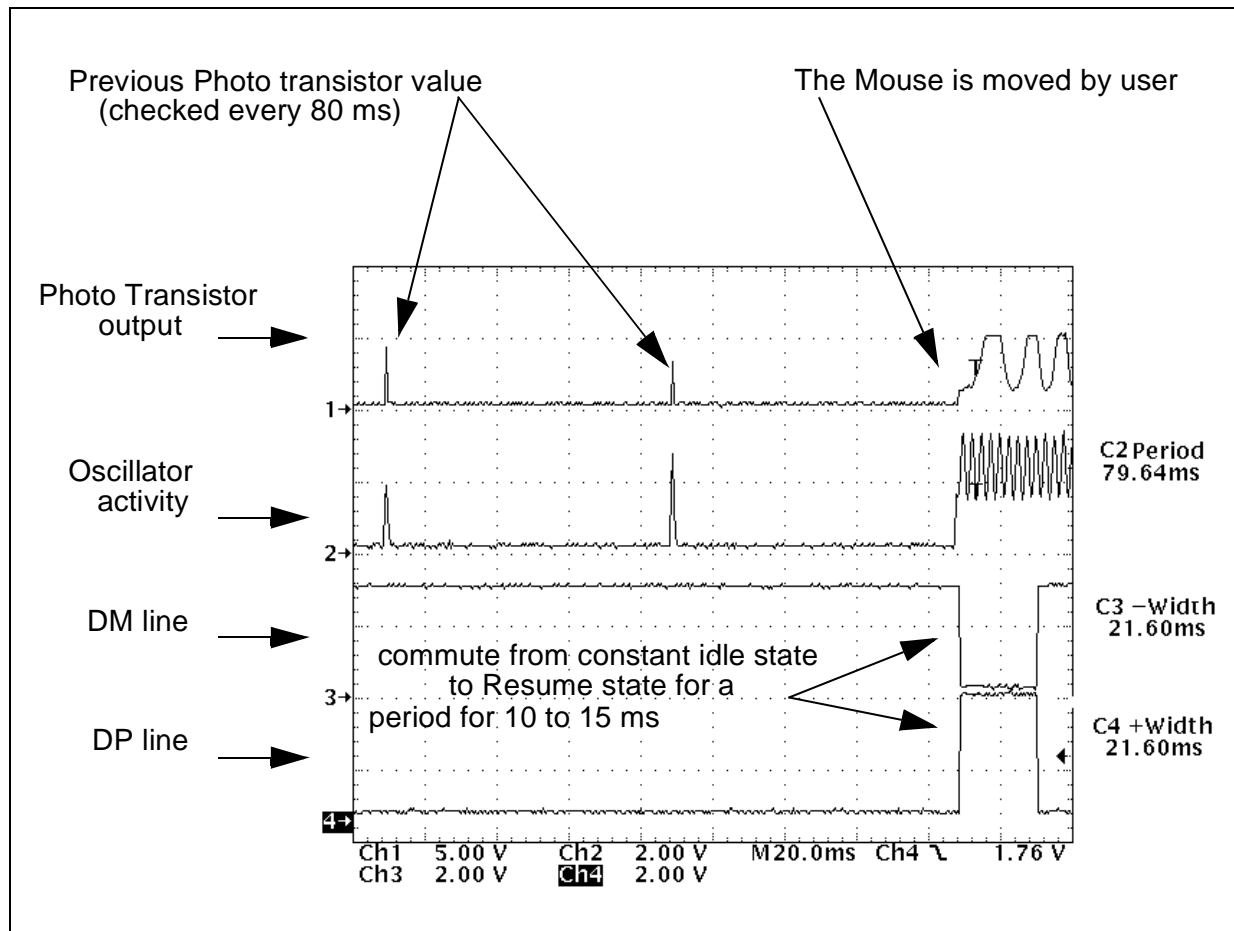 Previous Photo transistor value
(checked every 80 ms)
The Mouse is moved by user
Photo Transistor
output
1
Oscillator
activity
C2 Period
79.64ms
2
DM line
C3 −Width
21.60ms
commute from constant idle state
to Resume state for a
period for 10 to 15 ms
3
DP line
C4 +Width
21.60ms
4
Ch1 5.00 V Ch2 2.00 V M20.0ms Ch4 1.76 V
Ch3 2.00 V Ch4 2.00 V